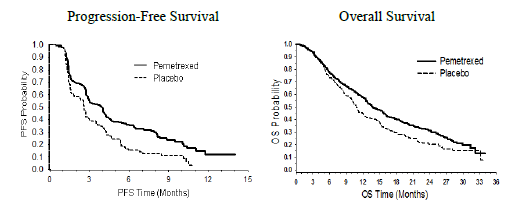 Progression-Free Survival
1.0
0.9
0.8
0.7
0.6
0.5
0.4
0.3
0.2
0.1
0.0
PFS Probability
Pemetrexed
Placebo
0 3 6 9 12 15
PFS Time (Months)
Overall Survival
1.0
0.9
0.8
0.7
0.6
0.5
0.4
0.3
0.2
0.1
0.0
OS Probability
Pemetrexed
Placebo
0 3 6 9 12 15 18 21 24 27 30 33 36
OS Time (Months)